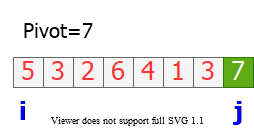 Pivot=7
5 3 2 6 4 1 3 7
i j
Viewer does not support full SVG 1.1